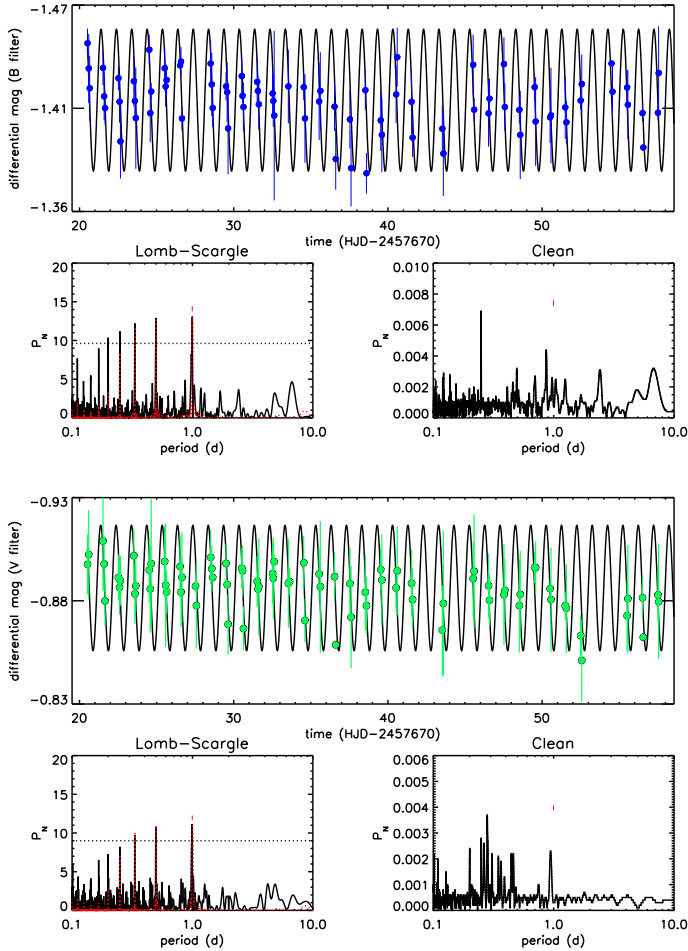 −1.47
−1.41
−1.36
differential mag (B filter)
20 30 40 50
time (HJD−2457670)
Lomb−Scargle Clean
20
15
10
5
0
P_N
0.1 1.0 10.0
period (d)
0.010
0.008
0.006
0.004
0.002
0.000
P_N
0.1 1.0 10.0
period (d)
−0.93
−0.88
−0.83
differential mag (V filter)
20 30 40 50
time (HJD−2457670)
Lomb−Scargle Clean
20
15
10
5
0
P_N
0.1 1.0 10.0
period (d)
0.006
0.005
0.004
0.003
0.002
0.001
0.000
P_N
0.1 1.0 10.0
period (d)